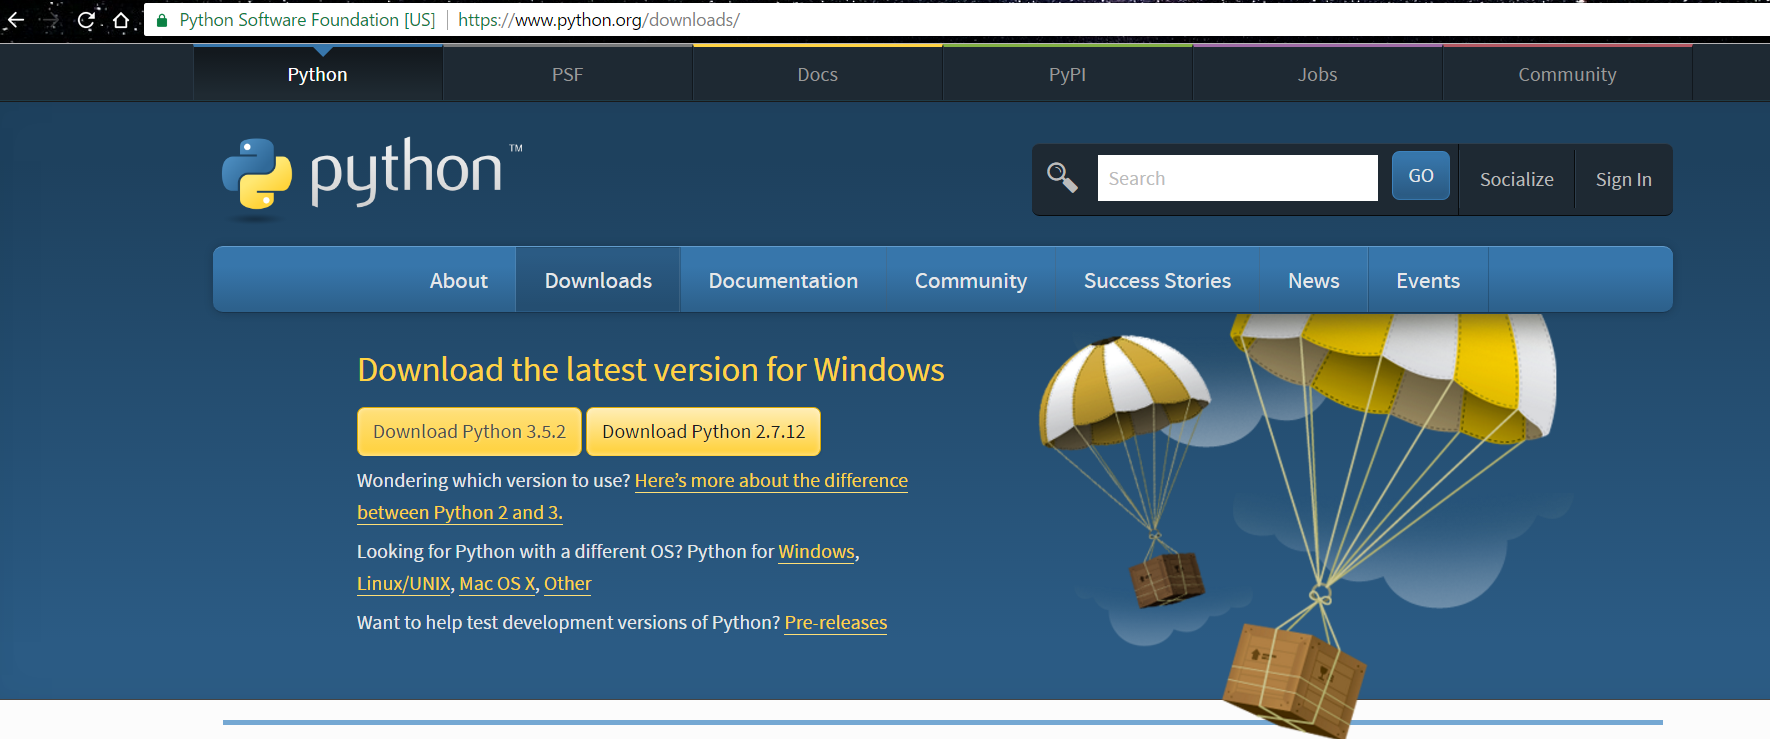 Python Software Foundation [US] https://www.python.org/downloads/
Python PSF Docs PyPI Jobs Community
python™
Search GO Socialize Sign In
About Downloads Documentation Community Success Stories News Events
Download the latest version for Windows
Download Python 3.5.2 Download Python 2.7.12
Wondering which version to use? Here’s more about the difference
between Python 2 and 3.
Looking for Python with a different OS? Python for Windows,
Linux/UNIX, Mac OS X, Other
Want to help test development versions of Python? Pre-releases